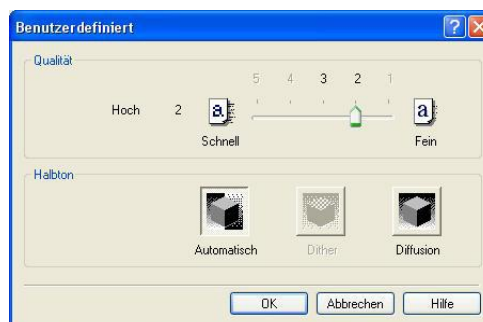 Benutzerdefiniert
Qualität
5 4 3 2 1
Hoch 2 a a
Schnell Fein
Halbton
Automatisch Dither Diffusion
OK Abbrechen Hilfe